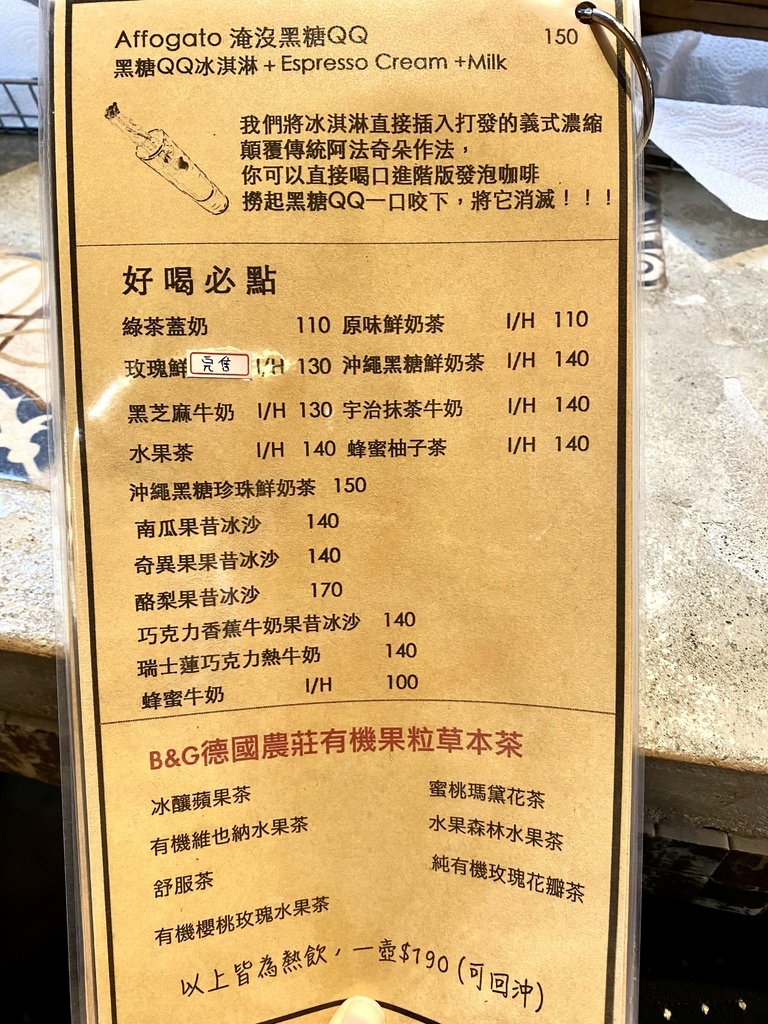 Affogato 淹沒黑糖QQ 150
黑糖QQ冰淇淋 + Espresso Cream +Milk
我們將冰淇淋直接插入打發的義式濃縮
顛覆傳統阿法奇朵作法，
你可以直接喝口進階版發泡咖啡
撈起黑糖QQ一口咬下，將它消滅！！！
好喝必點
綠茶蓋奶 110 原味鮮奶茶 I/H 110
玫瑰鮮 完售 I/H 130 沖繩黑糖鮮奶茶 I/H 140
黑芝麻牛奶 I/H 130 宇治抹茶牛奶 I/H 140
水果茶 I/H 140 蜂蜜柚子茶 I/H 140
沖繩黑糖珍珠鮮奶茶 150
南瓜果昔冰沙 140
奇異果果昔冰沙 140
酪梨果昔冰沙 170
巧克力香蕉牛奶果昔冰沙 140
瑞士蓮巧克力熱牛奶 140
蜂蜜牛奶 I/H 100
B&G德國農莊有機果粒草本茶
冰釀蘋果茶 蜜桃瑪黛花茶
有機維也納水果茶 水果森林水果茶
舒服茶 純有機玫瑰花瓣茶
有機櫻桃玫瑰水果茶
以上皆為熱飲，一壺$190 (可回沖)